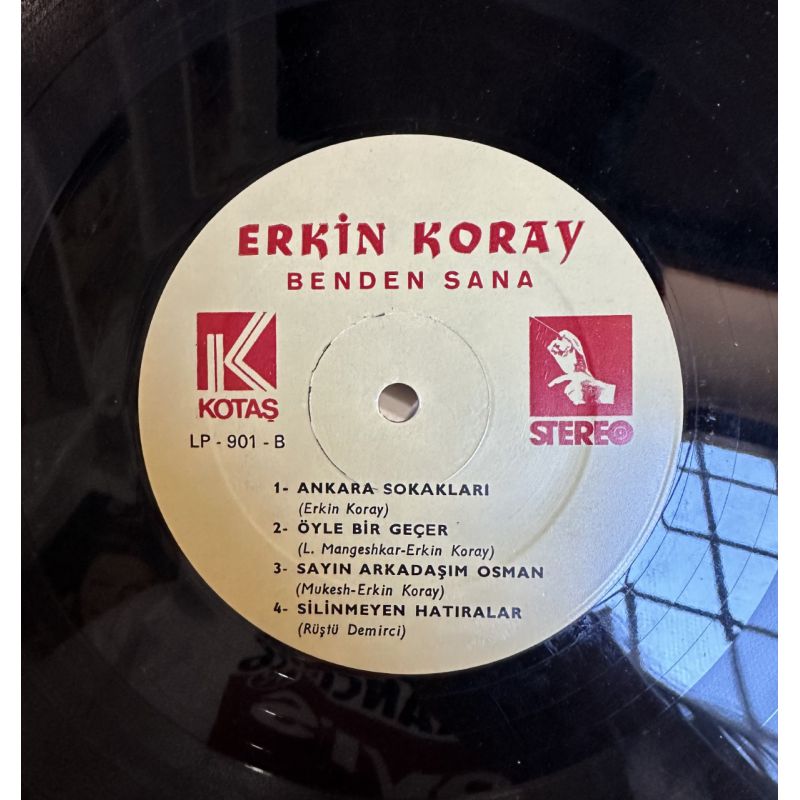 ERKİN KORAY
BENDEN SANA
KOTAŞ
LP - 901 - B
STEREO
1- ANKARA SOKAKLARI
(Erkin Koray)
2- ÖYLE BİR GEÇER
(L. Mangeshkar-Erkin Koray)
3- SAYIN ARKADAŞIM OSMAN
(Mukesh-Erkin Koray)
4- SİLİNMEYEN HATIRALAR
(Rüştü Demirci)